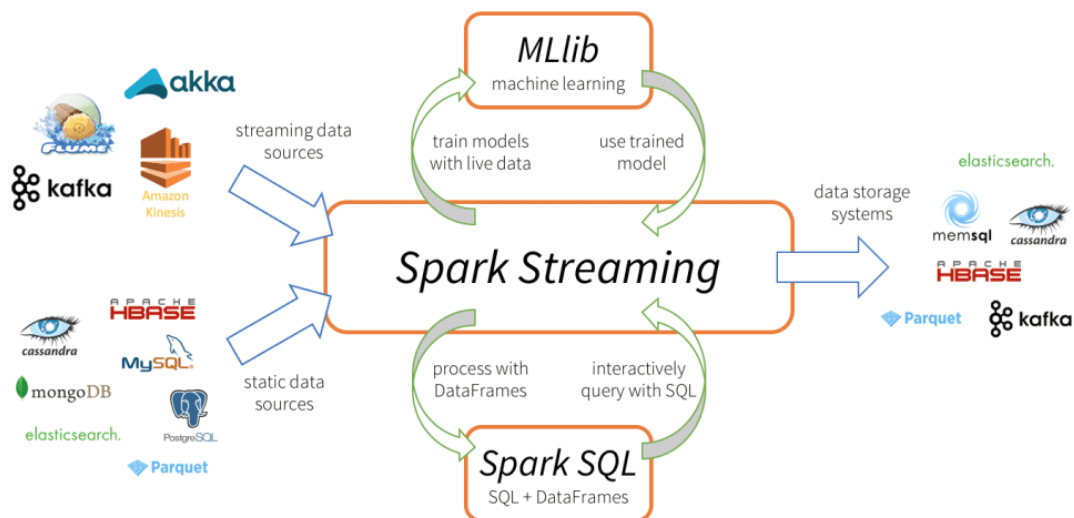 MLlib
machine learning
akka
FLUME
kafka
Amazon
Kinesis
streaming data
sources
train models
with live data
use trained
model
Spark Streaming
data storage
systems
elasticsearch.
memsql
cassandra
APACHE
HBASE
Parquet
kafka
APACHE
HBASE
cassandra
MySQL®
mongoDB
elasticsearch.
PostgreSQL
Parquet
static data
sources
process with
DataFrames
interactively
query with SQL
Spark SQL
SQL + DataFrames